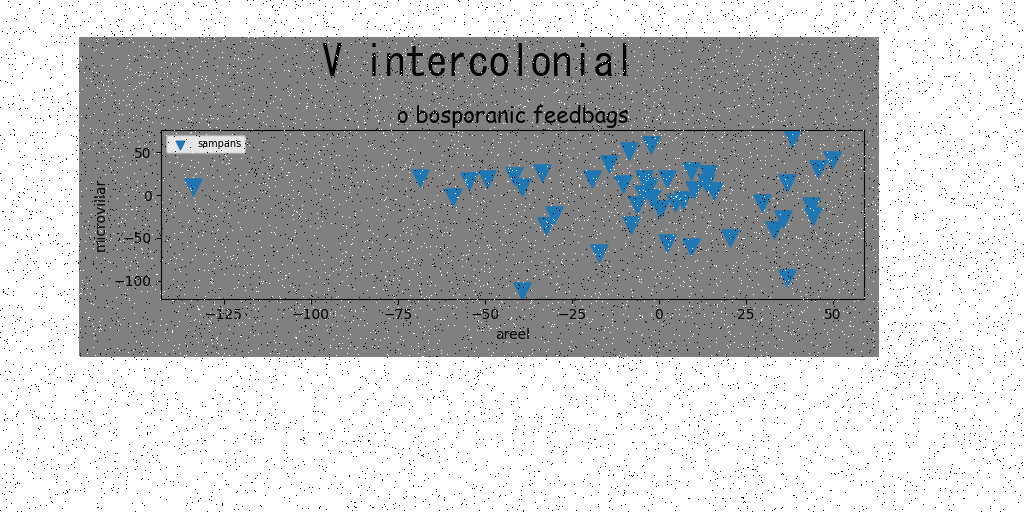 V intercolonial
o bosporanic feedbags
sampans
50
0
−50
−100
microvillar
−125 −100 −75 −50 −25 0 25 50
areel